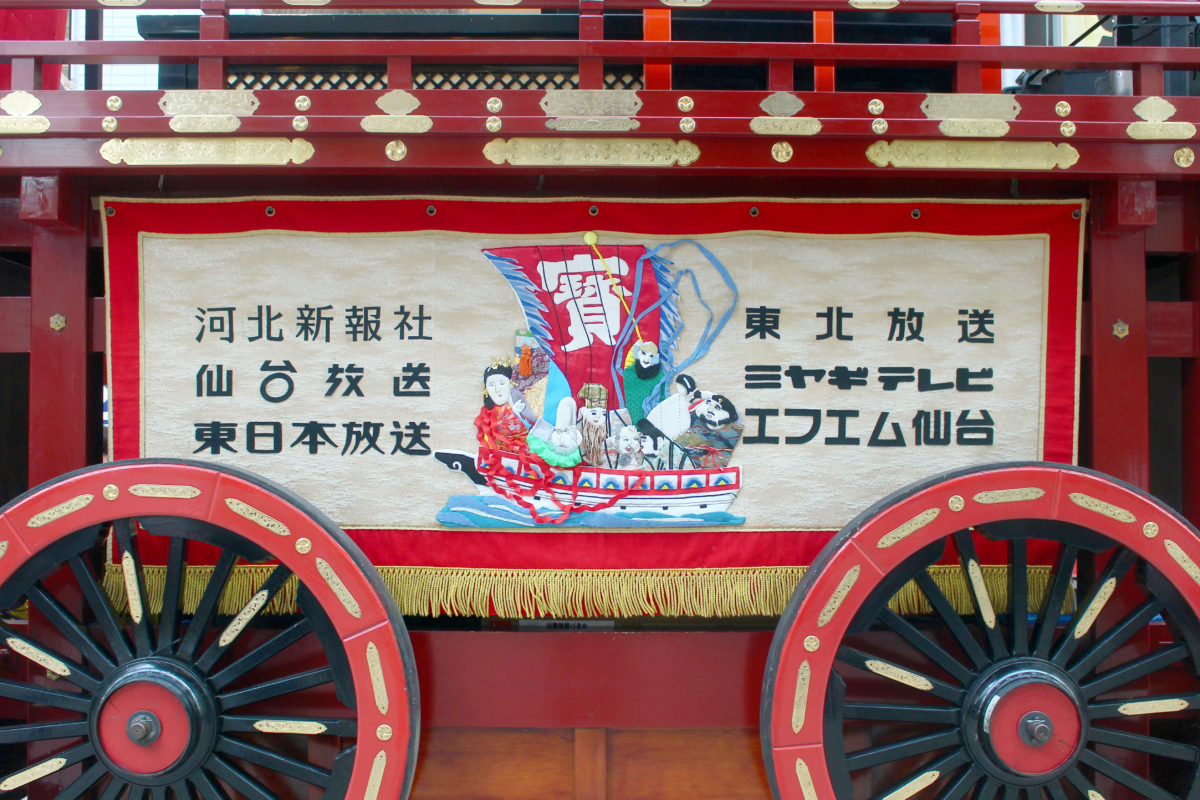 河北新報社
仙台放送
東日本放送
寶
東北放送
ミヤギテレビ
エフエム仙台